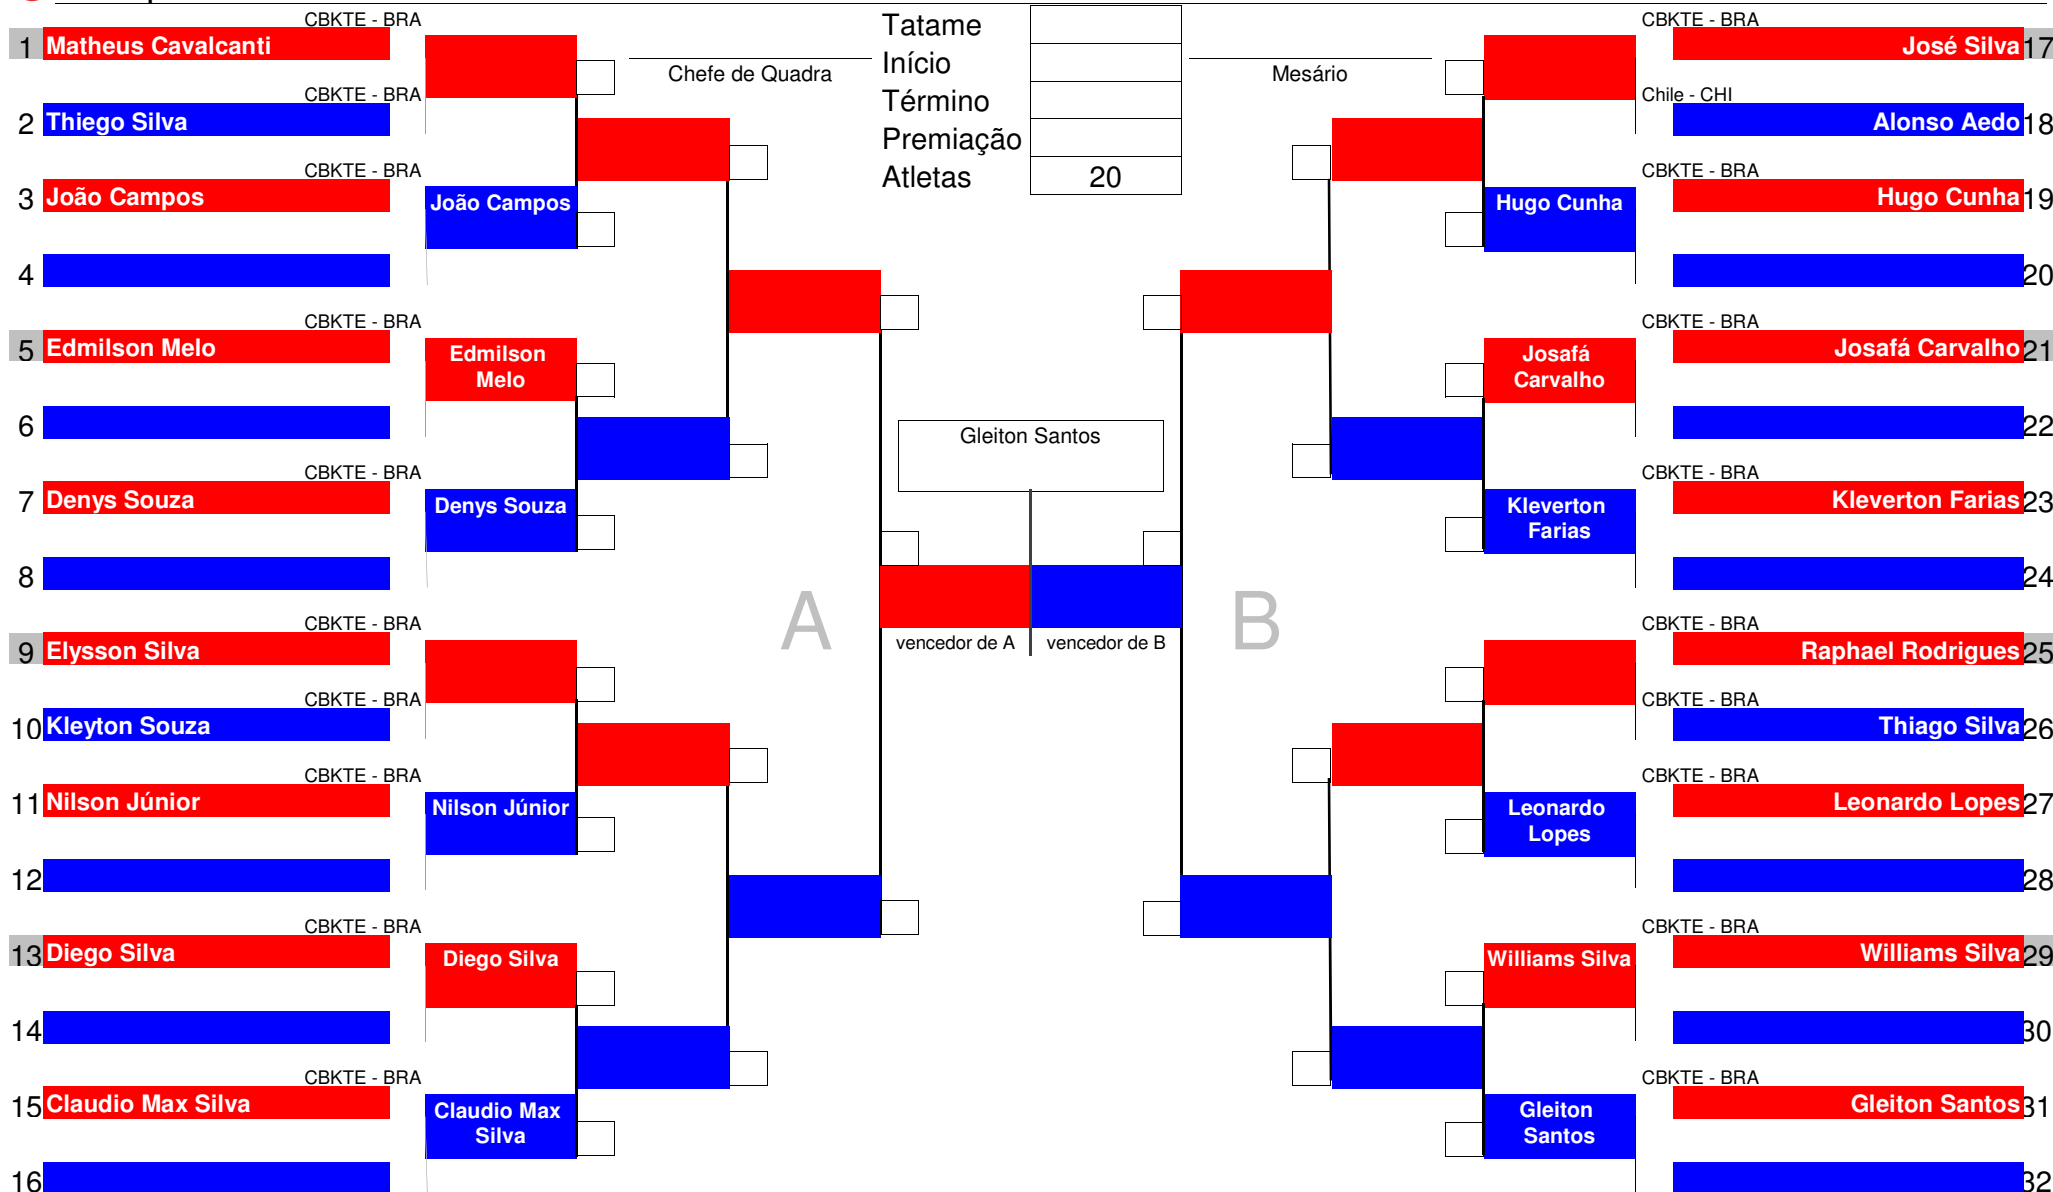 CBKTE - BRA
1 Matheus Cavalcanti
CBKTE - BRA
2 Thiego Silva
CBKTE - BRA
3 João Campos
João Campos
4
CBKTE - BRA
5 Edmilson Melo
Edmilson
Melo
6
CBKTE - BRA
7 Denys Souza
Denys Souza
8
CBKTE - BRA
9 Elysson Silva
CBKTE - BRA
10 Kleyton Souza
CBKTE - BRA
11 Nilson Júnior
Nilson Júnior
12
CBKTE - BRA
13 Diego Silva
Diego Silva
14
CBKTE - BRA
15 Claudio Max Silva
Claudio Max
Silva
16
Chefe de Quadra
Tatame
Início
Término
Premiação
Atletas 20
Mesário
Gleiton Santos
A
B
vencedor de A
vencedor de B
CBKTE - BRA
José Silva 17
Chile - CHI
Alonso Aedo 18
CBKTE - BRA
Hugo Cunha 19
Hugo Cunha
20
CBKTE - BRA
Josafá Carvalho 21
Josafá
Carvalho
22
CBKTE - BRA
Kleverton Farias 23
Kleverton
Farias
24
CBKTE - BRA
Raphael Rodrigues 25
CBKTE - BRA
Thiago Silva 26
CBKTE - BRA
Leonardo Lopes 27
Leonardo
Lopes
28
CBKTE - BRA
Williams Silva 29
Williams Silva
30
CBKTE - BRA
Gleiton Santos 31
Gleiton
Santos
32